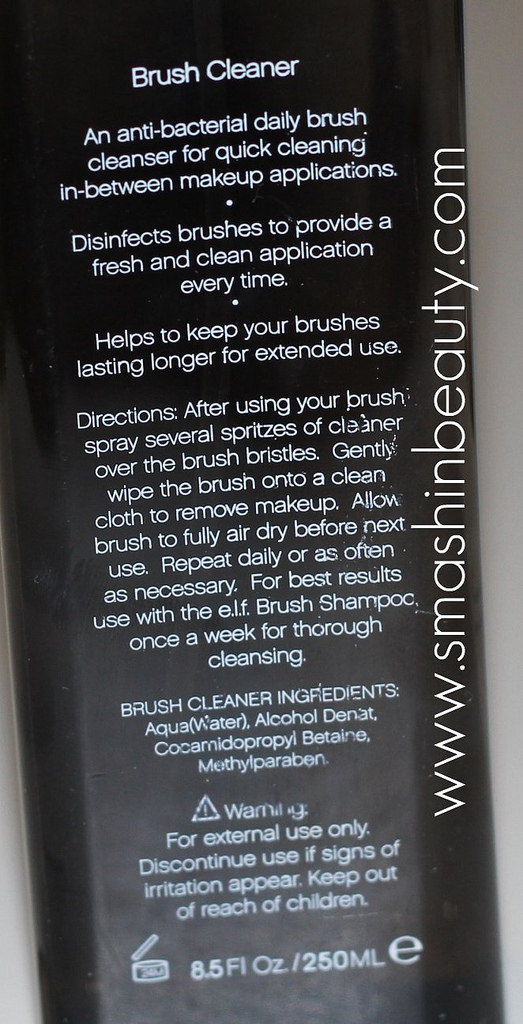 Brush Cleaner
An anti-bacterial daily brush
cleanser for quick cleaning
in-between makeup applications.
•
Disinfects brushes to provide a
fresh and clean application
every time.
•
Helps to keep your brushes
lasting longer for extended use.
Directions: After using your brush
spray several spritzes of cleaner
over the brush bristles. Gently
wipe the brush onto a clean
cloth to remove makeup. Allow
brush to fully air dry before next
use. Repeat daily or as often
as necessary. For best results
use with the e.l.f. Brush Shampoo,
once a week for thorough
cleansing.
BRUSH CLEANER INGREDIENTS:
Aqua(Water), Alcohol Denat,
Cocamidopropyl Betaine,
Methylparaben.
Warning:
For external use only.
Discontinue use if signs of
irritation appear. Keep out
of reach of children.
24M
8.5 Fl Oz./250ML e
www.smashinbeauty.com